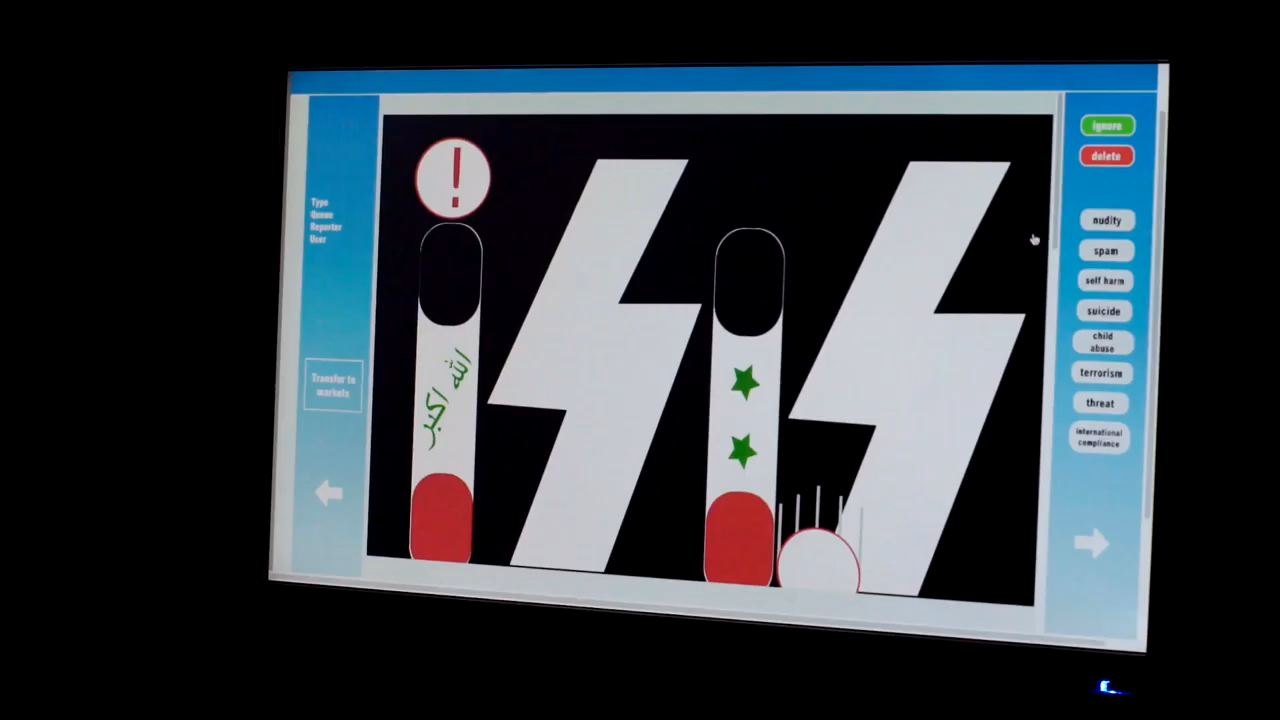 Type
Queue
Reporter
User
Transfer to
markets
!
الله اكبر
ignore
delete
nudity
spam
self harm
suicide
child
abuse
terrorism
threat
international
compliance